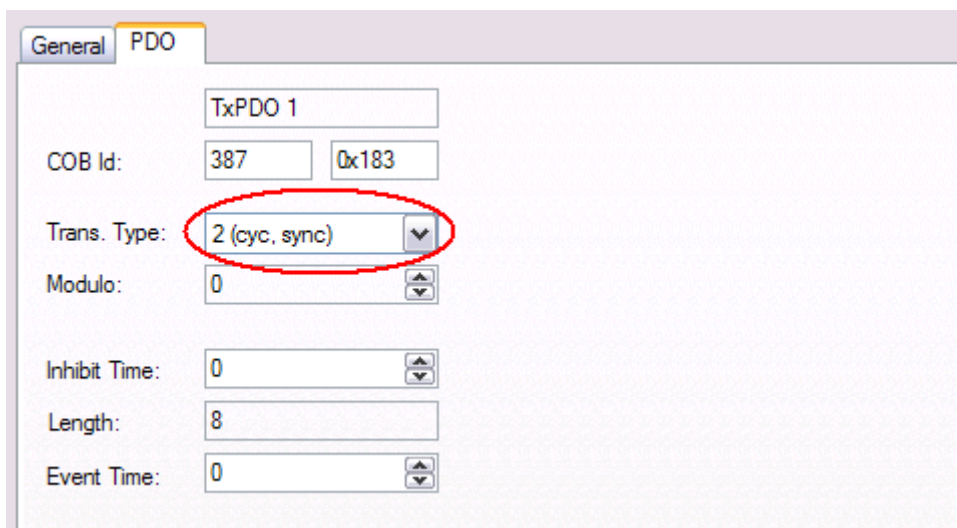 General PDO
TxPDO 1
COB Id: 387 0x183
Trans. Type: 2 (cyc, sync)
Modulo: 0
Inhibit Time: 0
Length: 8
Event Time: 0